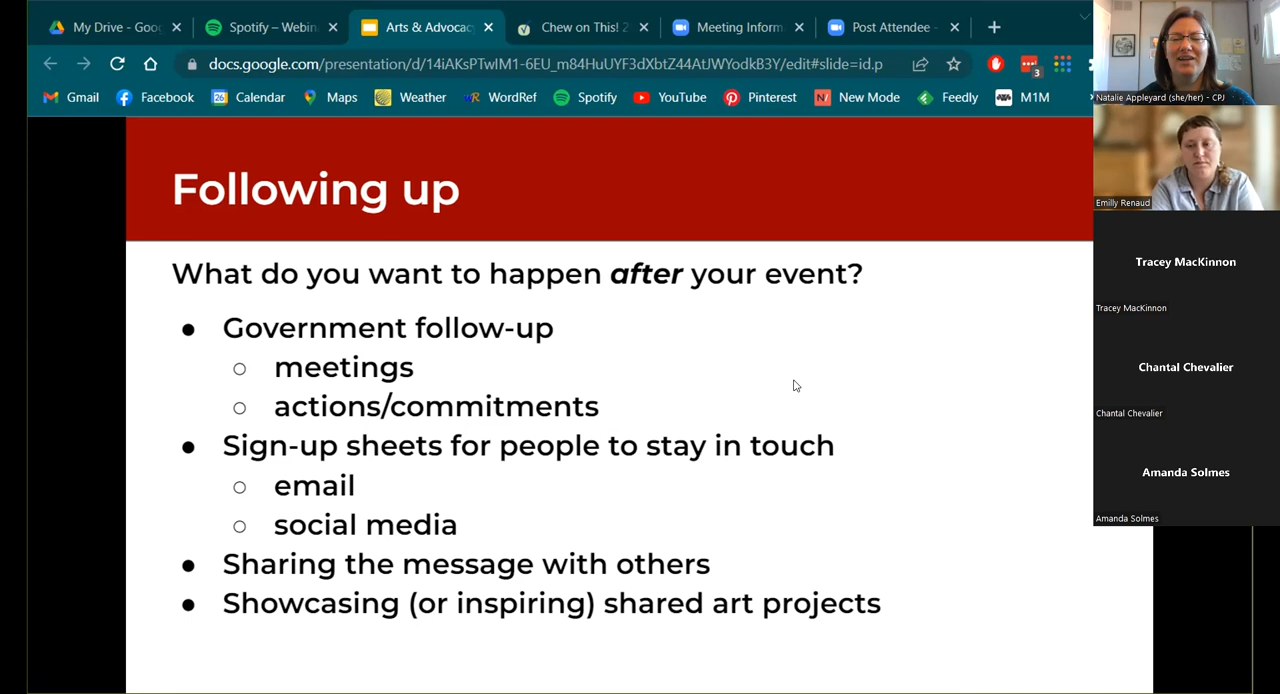 My Drive - Goo
Spotify – Webin
Arts & Advocac
Chew on This! 2
Meeting Inform
Post Attendee -
docs.google.com/presentation/d/14iAKsPTwIM1-6EU_m84HuUYF3dXbtZ44AtJWYodkB3Y/edit#slide=id.p
3
Gmail
Facebook
26
Calendar
Maps
Weather
WordRef
Spotify
YouTube
Pinterest
New Mode
Feedly
M1M
Following up
What do you want to happen after your event?
● Government follow-up
○ meetings
○ actions/commitments
● Sign-up sheets for people to stay in touch
○ email
○ social media
● Sharing the message with others
● Showcasing (or inspiring) shared art projects
Natalie Appleyard (she/her) - CPJ
Emilly Renaud
Tracey MacKinnon
Tracey MacKinnon
Chantal Chevalier
Chantal Chevalier
Amanda Solmes
Amanda Solmes